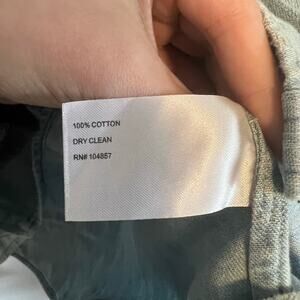 100% COTTON
DRY CLEAN
RN# 104857